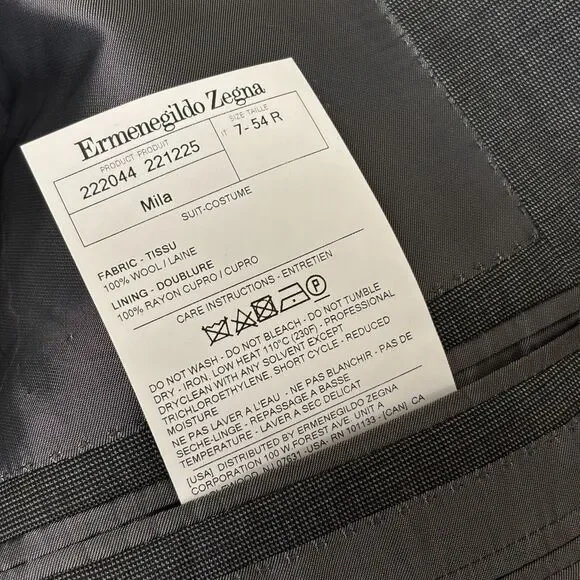 Ermenegildo Zegna
PRODUCT PRODUIT
222044 221225
SIZE TAILLE
IT 7-54 R
Mila
SUIT-COSTUME
FABRIC - TISSU
100% WOOL / LAINE
LINING - DOUBLURE
100% RAYON CUPRO / CUPRO
CARE INSTRUCTIONS - ENTRETIEN
P
DO NOT WASH - DO NOT BLEACH - DO NOT TUMBLE
DRY - IRON, LOW HEAT 110°C (230F) - PROFESSIONAL
DRYCLEAN WITH ANY SOLVENT EXCEPT
TRICHLOROETHYLENE, SHORT CYCLE - REDUCED
MOISTURE
NE PAS LAVER A L'EAU - NE PAS BLANCHIR - PAS DE
SECHE-LINGE - REPASSAGE A BASSE
TEMPERATURE - LAVER A SEC DELICAT
[USA] DISTRIBUTED BY ERMENEGILDO ZEGNA
CORPORATION 100 W FOREST AVE. UNIT A
NJ 07631 -USA- RN 101133 - [CAN] CA